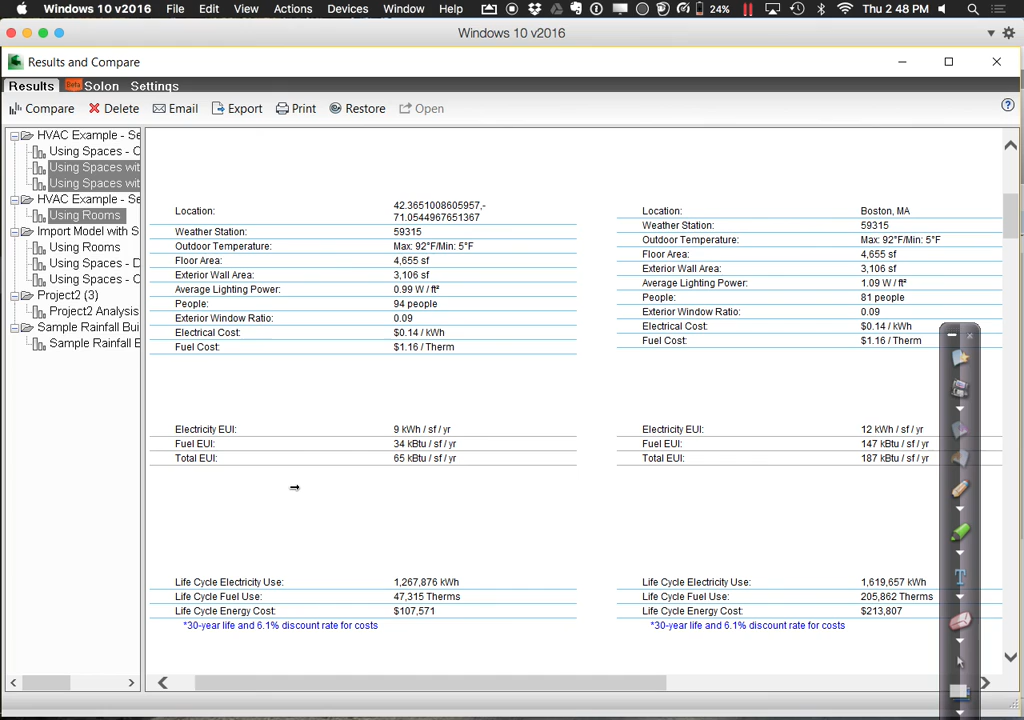 Windows 10 v2016 File Edit View Actions Devices Window Help 24% Thu 2 48 PM
Windows 10 v2016
Results and Compare
Results Beta Solon Settings
Compare Delete Email Export Print Restore Open ?
HVAC Example - Se
Using Spaces - C
Using Spaces wit
Using Spaces wit
HVAC Example - Se
Using Rooms
Import Model with S
Using Rooms
Using Spaces - D
Using Spaces - C
Project2 (3)
Project2 Analysis
Sample Rainfall Bui
Sample Rainfall E
Location: 42.3651008605957,-
71.0544967651367
Weather Station: 59315
Outdoor Temperature: Max: 92°F/Min: 5°F
Floor Area: 4,655 sf
Exterior Wall Area: 3,106 sf
Average Lighting Power: 0.99 W / ft²
People: 94 people
Exterior Window Ratio: 0.09
Electrical Cost: $0.14 / kWh
Fuel Cost: $1.16 / Therm
Electricity EUI: 9 kWh / sf / yr
Fuel EUI: 34 kBtu / sf / yr
Total EUI: 65 kBtu / sf / yr
Life Cycle Electricity Use: 1,267,876 kWh
Life Cycle Fuel Use: 47,315 Therms
Life Cycle Energy Cost: $107,571
*30-year life and 6.1% discount rate for costs
Location: Boston, MA
Weather Station: 59315
Outdoor Temperature: Max: 92°F/Min: 5°F
Floor Area: 4,655 sf
Exterior Wall Area: 3,106 sf
Average Lighting Power: 1.09 W / ft²
People: 81 people
Exterior Window Ratio: 0.09
Electrical Cost: $0.14 / kWh
Fuel Cost: $1.16 / Therm
Electricity EUI: 12 kWh / sf / yr
Fuel EUI: 147 kBtu / sf / yr
Total EUI: 187 kBtu / sf / yr
Life Cycle Electricity Use: 1,619,657 kWh
Life Cycle Fuel Use: 205,862 Therms
Life Cycle Energy Cost: $213,807
*30-year life and 6.1% discount rate for costs
T